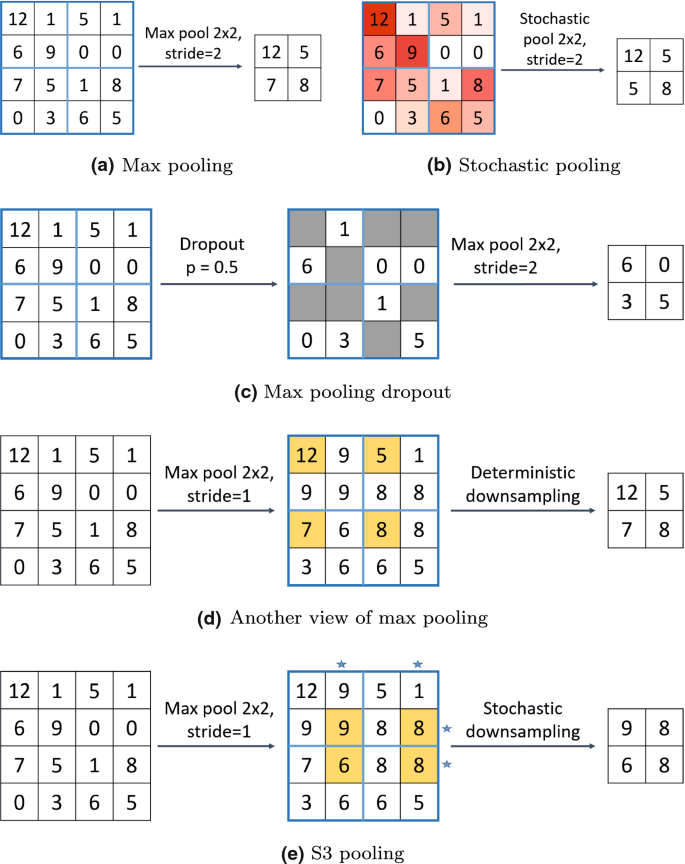 12 1 5 1
6 9 0 0
7 5 1 8
0 3 6 5
Max pool 2x2,
stride=2
12 5
7 8
(a) Max pooling
12 1 5 1
6 9 0 0
7 5 1 8
0 3 6 5
Stochastic
pool 2x2,
stride=2
12 5
5 8
(b) Stochastic pooling
12 1 5 1
6 9 0 0
7 5 1 8
0 3 6 5
Dropout
p = 0.5
1
6 0 0
1
0 3 5
Max pool 2x2,
stride=2
6 0
3 5
(c) Max pooling dropout
12 1 5 1
6 9 0 0
7 5 1 8
0 3 6 5
Max pool 2x2,
stride=1
12 9 5 1
9 9 8 8
7 6 8 8
3 6 6 5
Deterministic
downsampling
12 5
7 8
(d) Another view of max pooling
12 1 5 1
6 9 0 0
7 5 1 8
0 3 6 5
Max pool 2x2,
stride=1
12 9 5 1
9 9 8 8
7 6 8 8
3 6 6 5
Stochastic
downsampling
9 8
6 8
(e) S3 pooling